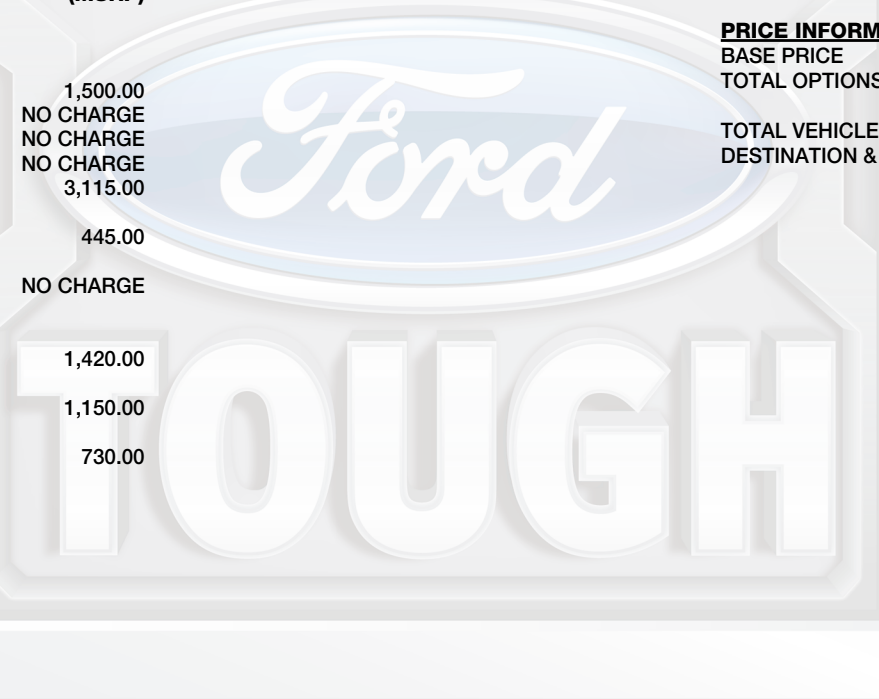 1,500.00
NO CHARGE
NO CHARGE
NO CHARGE
3,115.00
445.00
NO CHARGE
1,420.00
1,150.00
730.00
PRICE INFORM
BASE PRICE
TOTAL OPTIONS
TOTAL VEHICLE
DESTINATION &
Ford
TOUGH